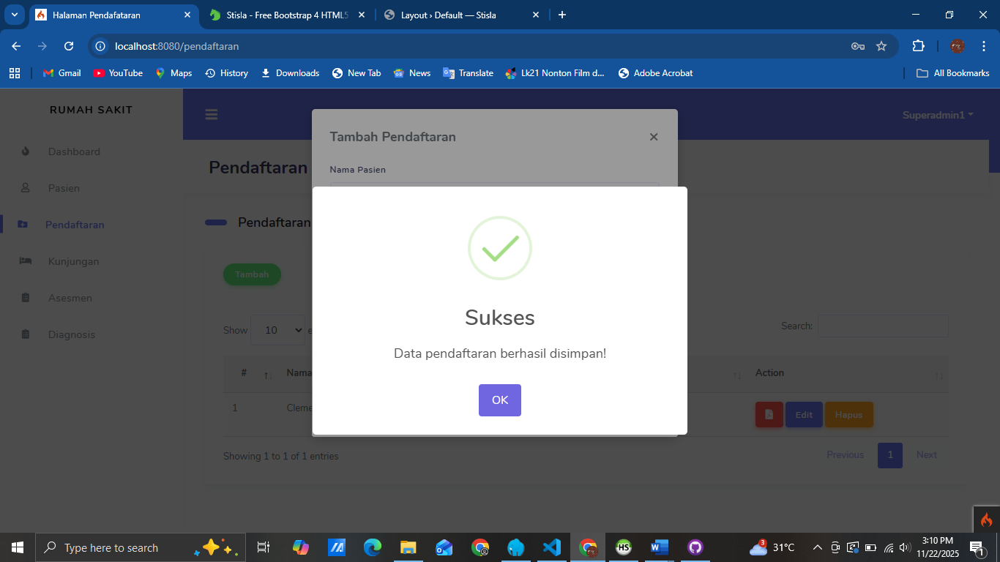 Halaman Pendafataran
Stisla - Free Bootstrap 4 HTML5
Layout › Default — Stisla
localhost:8080/pendaftaran
Gmail
YouTube
Maps
History
Downloads
New Tab
News
Translate
Lk21 Nonton Film d...
Adobe Acrobat
All Bookmarks
RUMAH SAKIT
Superadmin1
Dashboard
Pasien
Pendaftaran
Kunjungan
Asesmen
Diagnosis
Pendaftaran
Tambah Pendaftaran
Nama Pasien
Pendaftaran
Tambah
Sukses
Data pendaftaran berhasil disimpan!
OK
Show 10
Search:
#
Nama
Action
1
Edit
Hapus
Showing 1 to 1 of 1 entries
Previous
1
Next
Type here to search
HS
3
31°C
3:10 PM
11/22/2025
1